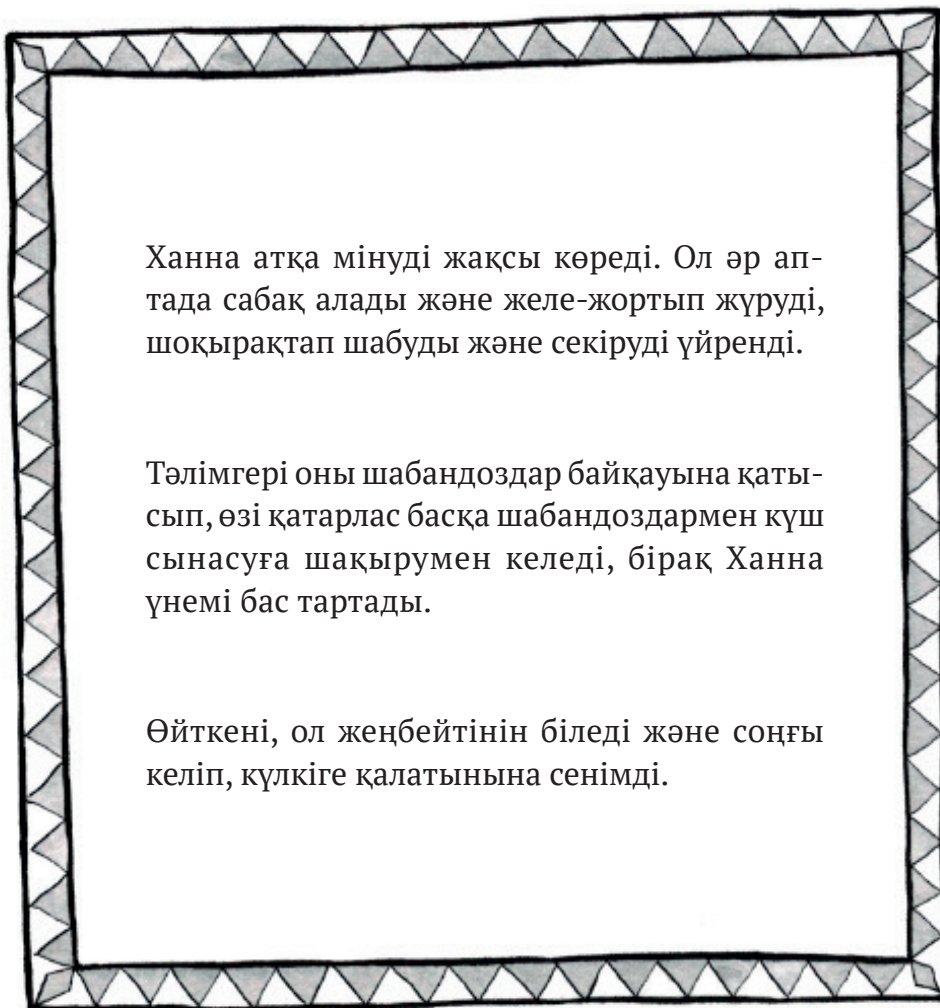 Ханна атқа мінуді жақсы көреді. Ол әр ап-
тада сабақ алады және желе-жортып жүруді,
шоқырақтап шабуды және секіруді үйренді.
Тәлімгері оны шабандоздар байқауына қаты-
сып, өзі қатарлас басқа шабандоздармен күш
сынасуға шақырумен келеді, бірақ Ханна
үнемі бас тартады.
Өйткені, ол жеңбейтінін біледі және соңғы
келіп, күлкіге қалатынына сенімді.